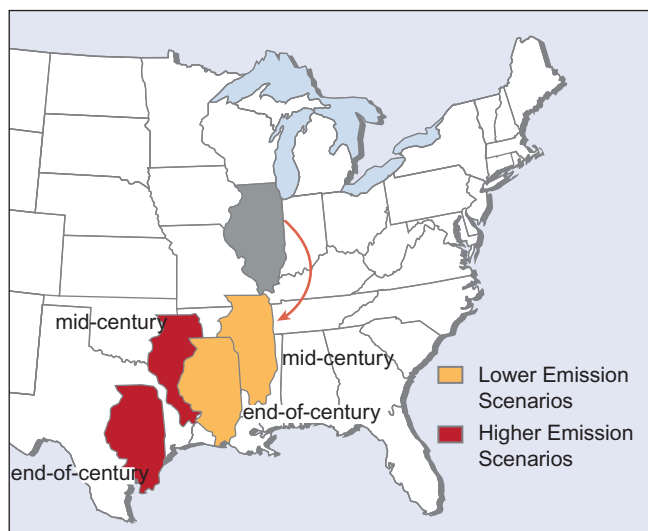 mid-century
mid-century
end-of-century
end-of-century
Lower Emission
Scenarios
Higher Emission
Scenarios